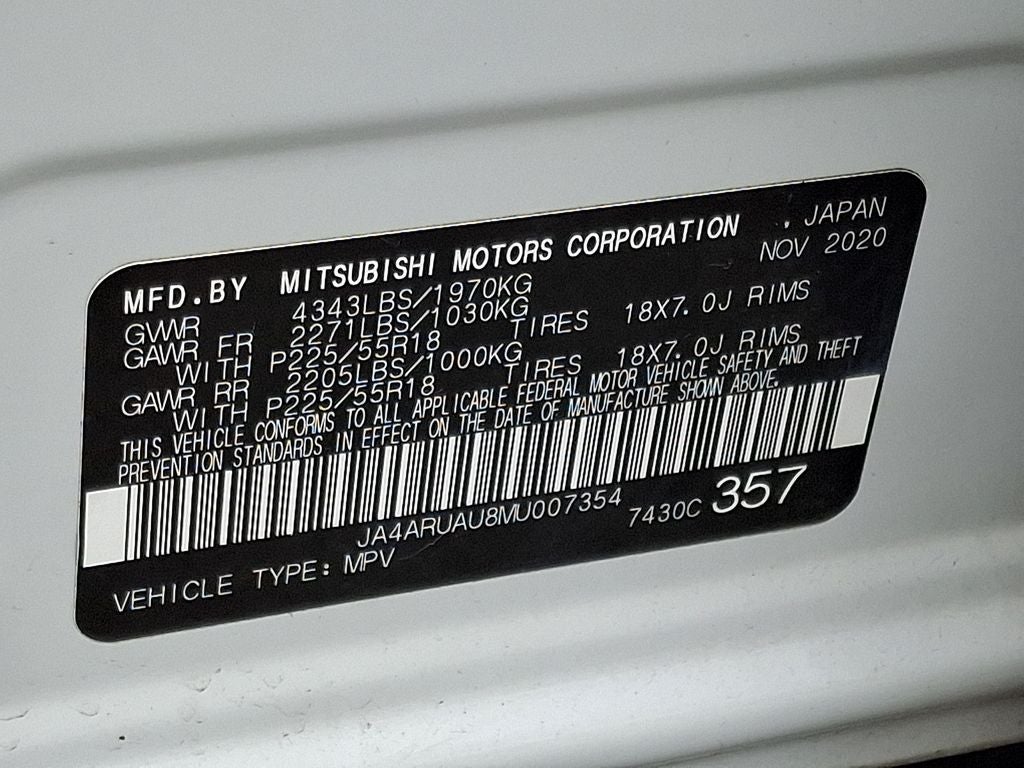 MFD.BY MITSUBISHI MOTORS CORPORATION , JAPAN
NOV 2020
GVWR 4343LBS/1970KG
GAWR FR 2271LBS/1030KG
WITH P225/55R18 TIRES 18X7.0J RIMS
GAWR RR 2205LBS/1000KG
WITH P225/55R18 TIRES 18X7.0J RIMS
THIS VEHICLE CONFORMS TO ALL APPLICABLE FEDERAL MOTOR VEHICLE SAFETY AND THEFT
PREVENTION STANDARDS IN EFFECT ON THE DATE OF MANUFACTURE SHOWN ABOVE.
JA4ARUAU8MU007354 7430C 357
VEHICLE TYPE: MPV